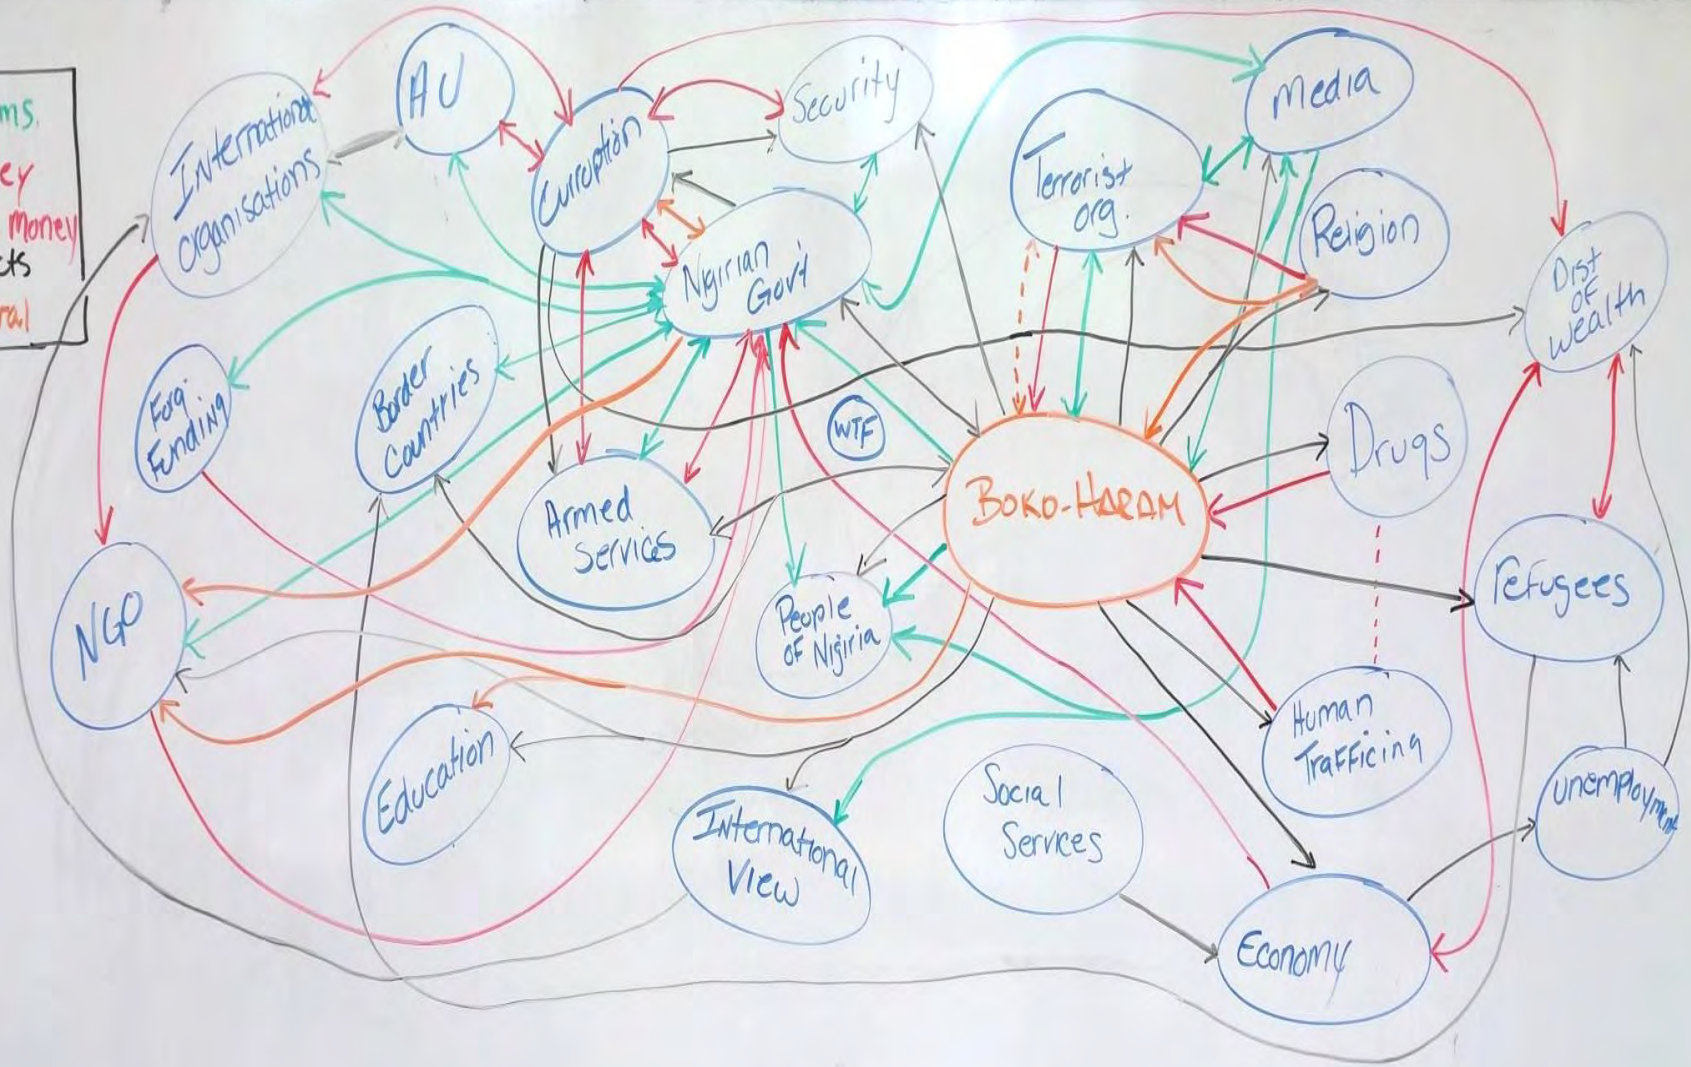 ms.
ey
money
cts
ral
International
organisations
AU
Curruption
Security
Media
Terrorist
org.
Religion
Nigirian
Govt
Dist
OF
wealth
Forg.
Funding
Border
Countries
WTF
Drugs
Armed
Services
BOKO-HARAM
NGO
People
OF Nigiria
refugees
Education
Human
Trafficing
International
View
Social
Services
unemployment
Economy